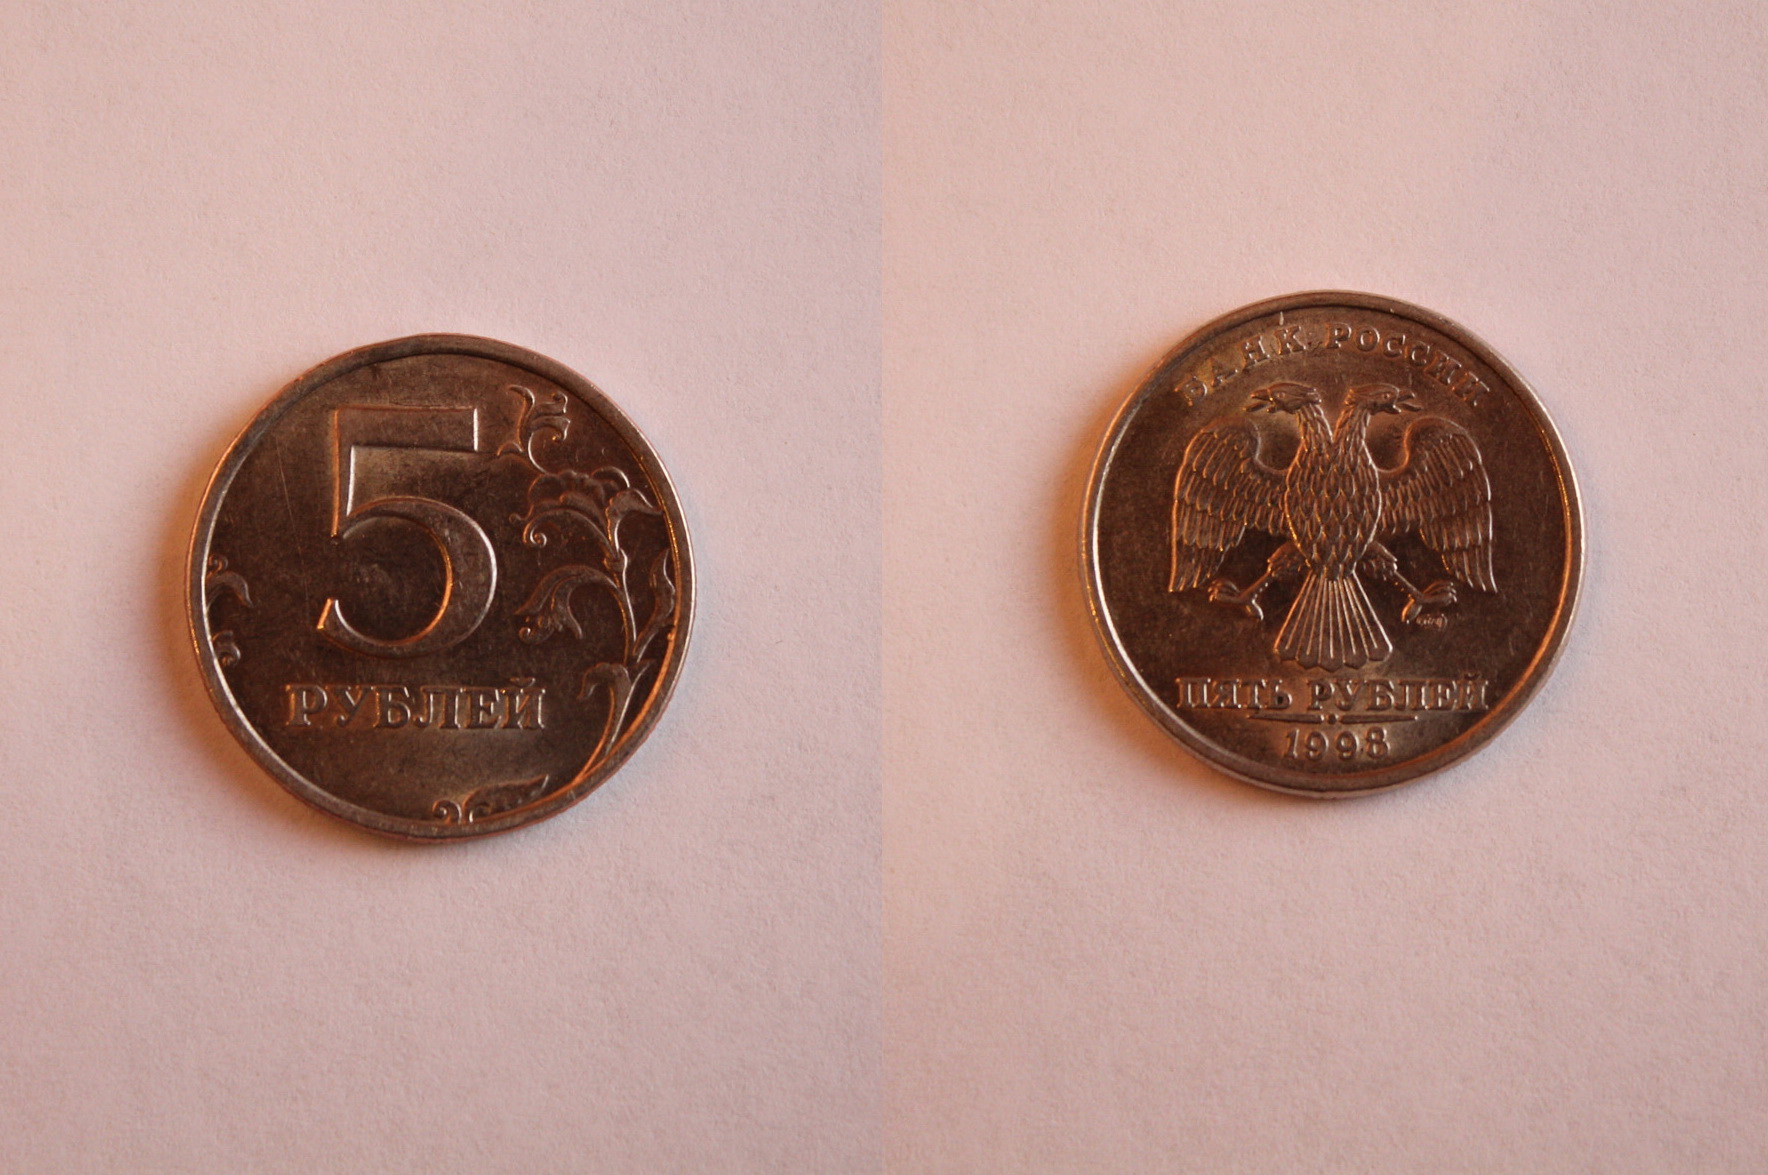 5
РУБЛЕЙ
БАНК РОССИИ
ПЯТЬ РУБЛЕЙ
1998